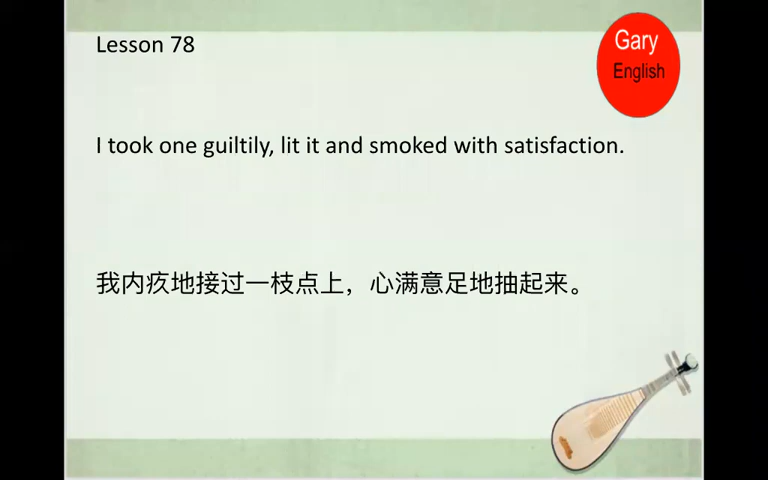 Lesson 78
Gary
English
I took one guiltily, lit it and smoked with satisfaction.
我内疚地接过一枝点上，心满意足地抽起来。